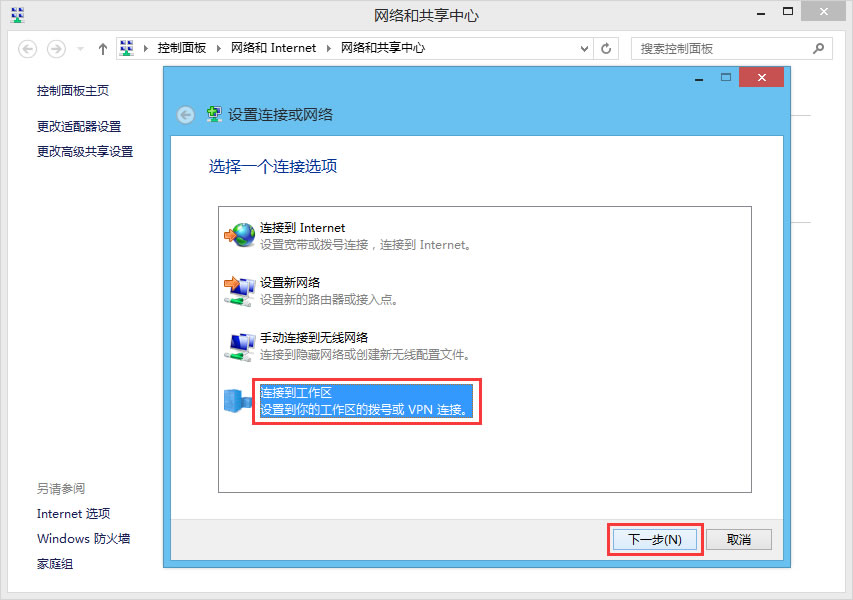 网络和共享中心
控制面板 网络和 Internet 网络和共享中心
搜索控制面板
控制面板主页
更改适配器设置
更改高级共享设置
设置连接或网络
选择一个连接选项
连接到 Internet
设置宽带或拨号连接，连接到 Internet。
设置新网络
设置新的路由器或接入点。
手动连接到无线网络
连接到隐藏网络或创建新无线配置文件。
连接到工作区
设置到你的工作区的拨号或 VPN 连接。
另请参阅
Internet 选项
Windows 防火墙
家庭组
下一步(N)
取消